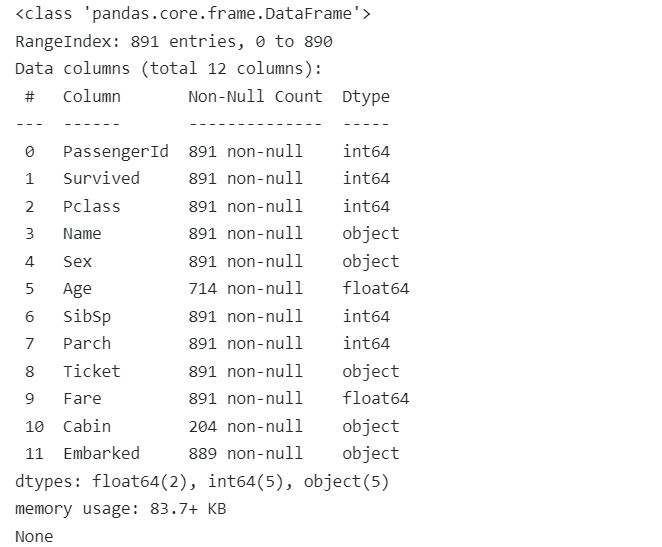 <class 'pandas.core.frame.DataFrame'>
RangeIndex: 891 entries, 0 to 890
Data columns (total 12 columns):
 #   Column       Non-Null Count  Dtype
---  ------       --------------  -----
 0   PassengerId  891 non-null    int64
 1   Survived     891 non-null    int64
 2   Pclass       891 non-null    int64
 3   Name         891 non-null    object
 4   Sex          891 non-null    object
 5   Age          714 non-null    float64
 6   SibSp        891 non-null    int64
 7   Parch        891 non-null    int64
 8   Ticket       891 non-null    object
 9   Fare         891 non-null    float64
 10  Cabin        204 non-null    object
 11  Embarked     889 non-null    object
dtypes: float64(2), int64(5), object(5)
memory usage: 83.7+ KB
None